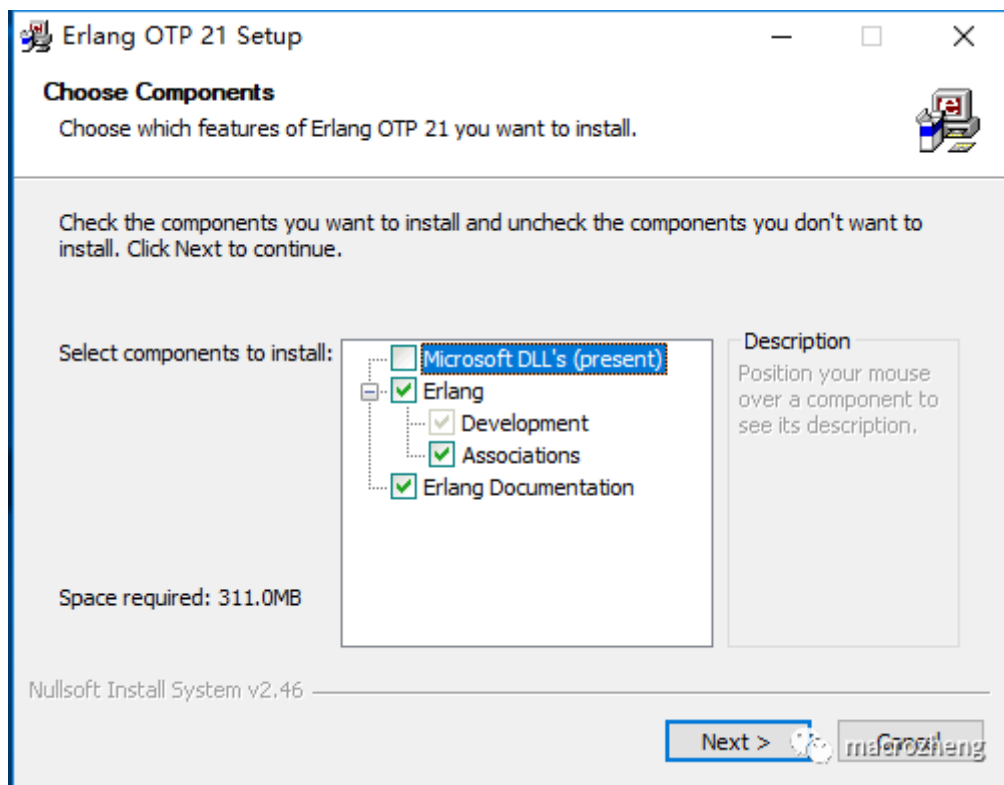 Erlang OTP 21 Setup
Choose Components
Choose which features of Erlang OTP 21 you want to install.
Check the components you want to install and uncheck the components you don't want to
install. Click Next to continue.
Select components to install:
Microsoft DLL's (present)
Erlang
Development
Associations
Erlang Documentation
Description
Position your mouse
over a component to
see its description.
Space required: 311.0MB
Nullsoft Install System v2.46
Next >
Cancel
macrozheng